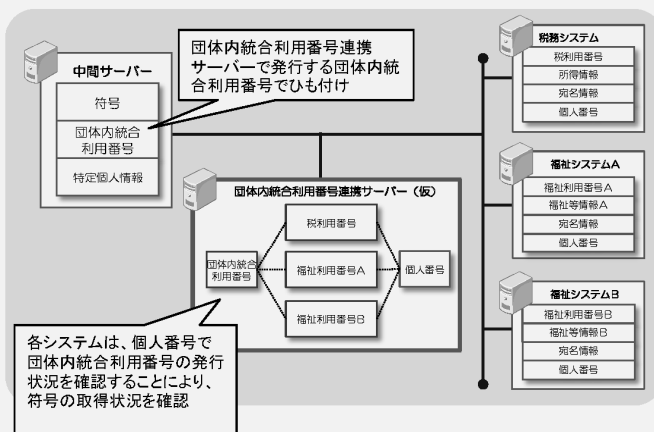 団体内統合利用番号連携
サーバーで発行する団体内統
合利用番号でひも付け
中間サーバー
符号
団体内統合
利用番号
特定個人情報
税務システム
税利用番号
所得情報
宛名情報
個人番号
福祉システムA
福祉利用番号A
福祉等情報A
宛名情報
個人番号
福祉システムB
福祉利用番号B
福祉等情報B
宛名情報
個人番号
団体内統合利用番号連携サーバー（仮）
団体内統合
利用番号
税利用番号
福祉利用番号A
福祉利用番号B
個人番号
各システムは、個人番号で
団体内統合利用番号の発行
状況を確認することにより、
符号の取得状況を確認